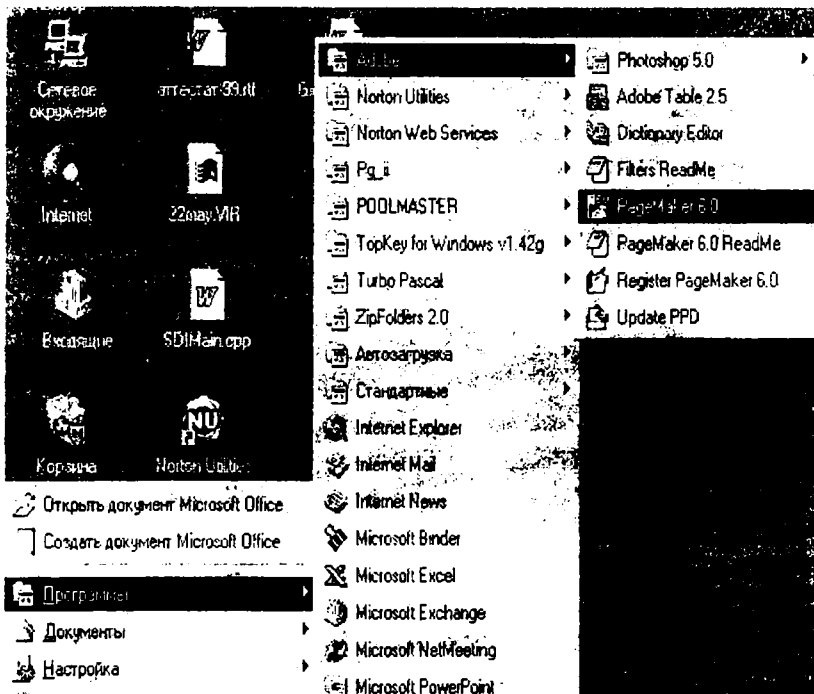 Сетевое
окружение
аттестат99.rtf
Internet
22may.VIR
Входящие
SDIMain.cpp
Корзина
Norton Utilities
Открыть документ Microsoft Office
Создать документ Microsoft Office
Программы
Документы
Настройка
Adobe
Norton Utilities
Norton Web Services
Pg_ii
POOLMASTER
TopKey for Windows v1.42g
Turbo Pascal
ZipFolders 2.0
Автозагрузка
Стандартные
Internet Explorer
Internet Mail
Internet News
Microsoft Binder
Microsoft Excel
Microsoft Exchange
Microsoft NetMeeting
Microsoft PowerPoint
Photoshop 5.0
Adobe Table 2.5
Dictionary Editor
Filters ReadMe
PageMaker 6.0
PageMaker 6.0 ReadMe
Register PageMaker 6.0
Update PPD